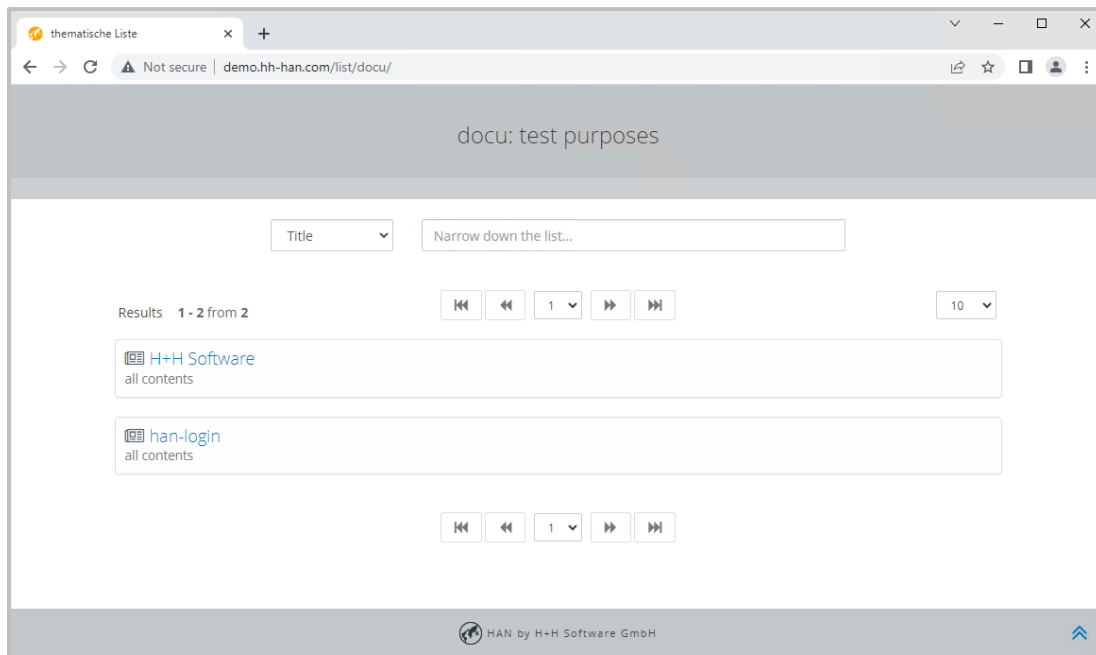 thematische Liste
Not secure | demo.hh-han.com/list/docu/
docu: test purposes
Title Narrow down the list...
Results 1 - 2 from 2 1 10
H+H Software
all contents
han-login
all contents
1
HAN by H+H Software GmbH